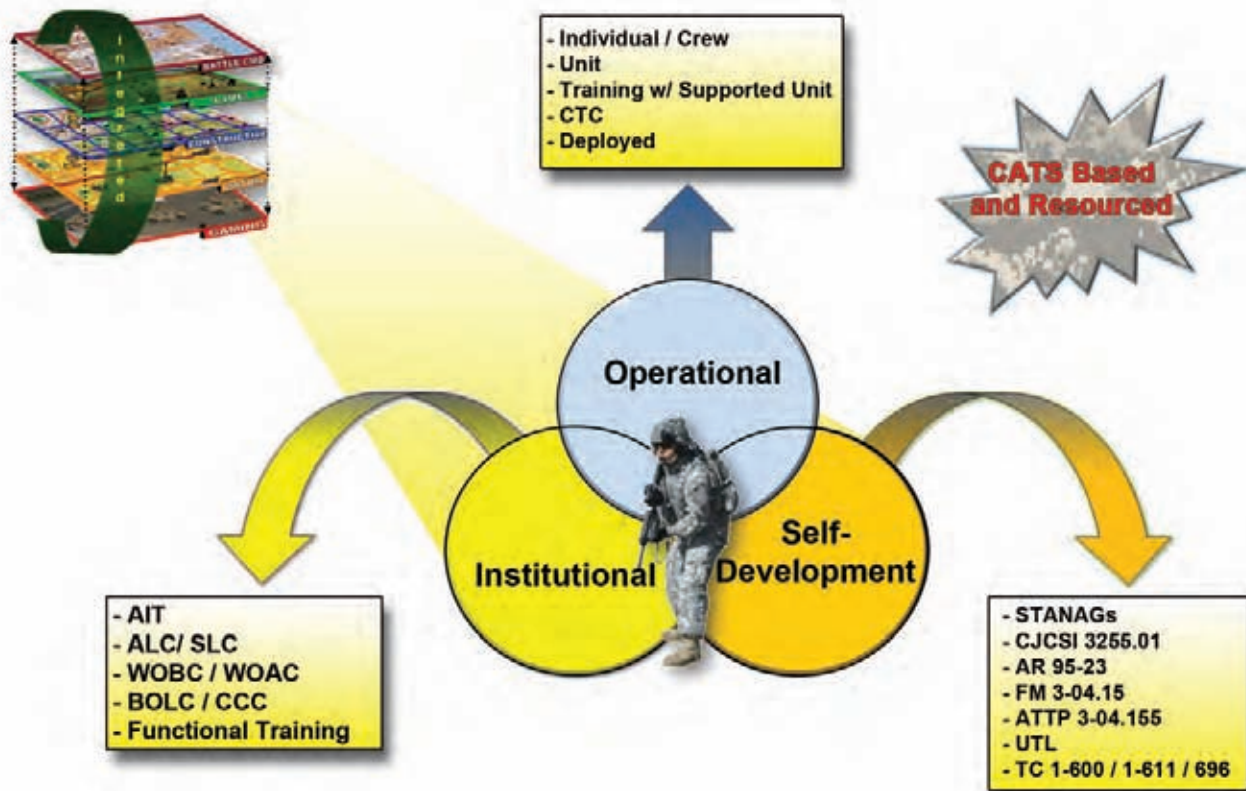 Integrated
BATTLE CMD
CONSTRUCTIVE
GAMING
- Individual / Crew
- Unit
- Training w/ Supported Unit
- CTC
- Deployed
CATS Based
and Resourced
Operational
Institutional
Self-
Development
- AIT
- ALC/ SLC
- WOBC / WOAC
- BOLC / CCC
- Functional Training
- STANAGs
- CJCSI 3255.01
- AR 95-23
- FM 3-04.15
- ATTP 3-04.155
- UTL
- TC 1-600 / 1-611 / 696